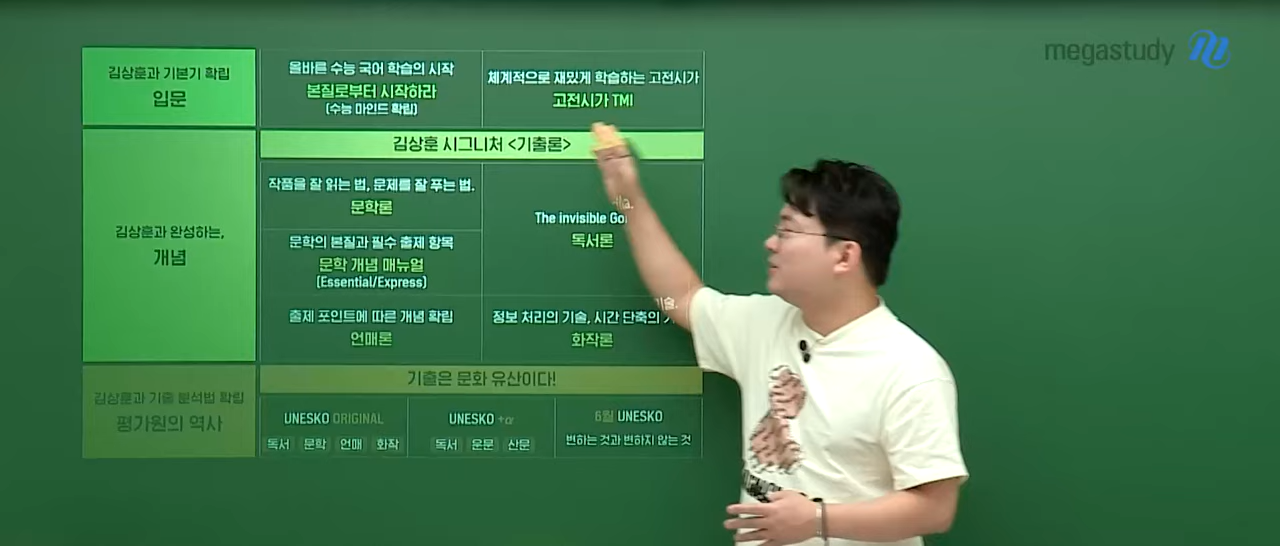 megastudy
김상훈과 기본기 확립
입문
올바른 수능 국어 학습의 시작
본질로부터 시작하라
(수능 마인드 확립)
체계적으로 재밌게 학습하는 고전시가
고전시가 TMI
김상훈과 완성하는,
개념
김상훈 시그니처 <기출론>
작품을 잘 읽는 법, 문제를 잘 푸는 법.
문학론
The invisible
독서론
문학의 본질과 필수 출제 항목
문학 개념 매뉴얼
(Essential/Express)
출제 포인트에 따른 개념 확립
언매론
정보 처리의 기술, 시간 단축의
화작론
김상훈과 기출 분석법 확립
평가원의 역사
기출은 문화 유산이다!
UNESKO ORIGINAL
독서 문학 언매 화작
UNESKO +α
독서 운문 산문
6월 UNESKO
변하는 것과 변하지 않는 것